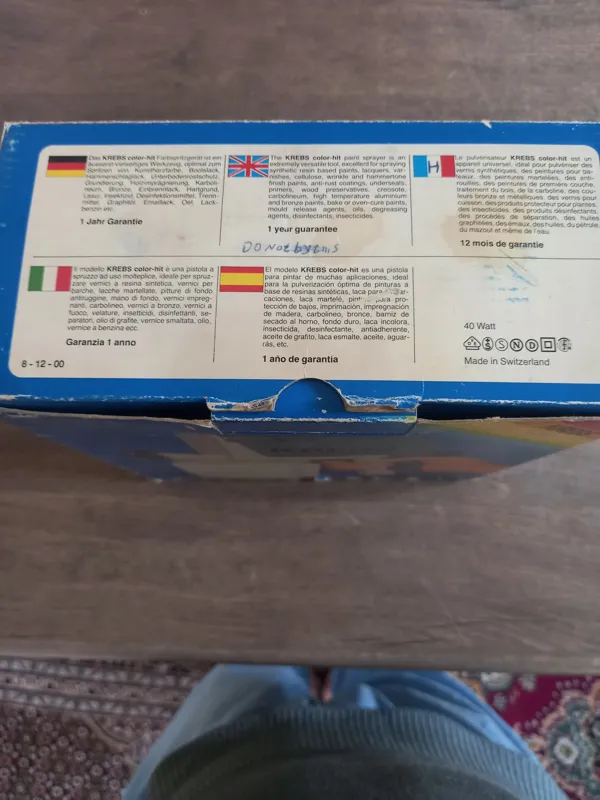 Das KREBS color-hit Farbspritzgerät ist ein
äusserst vielseitiges Werkzeug, optimal zum
Spritzen von Kunstharzfarbe, Bootslack,
Hammerschlaglack, Unterbodenrostschutz,
Grundierung, Holzimprägnierung, Karbon-
leum, Bronze, Einbrennlack, Hartgrund,
Lasur, Insektizid, Desinfektionsmittel, Trenn-
mittel, Graphitöl, Emaillack, Oel, Lack-
benzin etc.
1 Jahr Garantie
The KREBS color-hit paint sprayer is an
extremely versatile tool, excellent for spraying
synthetic resin based paints, lacquers, var-
nishes, cellulose, wrinkle and hammertone
finish paints, anti-rust coatings, underseals,
primers, wood preservatives, creosote,
carbolineum, high temperature aluminium
and bronze paints, bake or oven-cure paints,
mould release agents, oils, degreasing
agents, disinfectants, insecticides.
1 year guarantee
DO Not
Le pulvérisateur KREBS color-hit est un
appareil universel, idéal pour pulvériser des
vernis synthétiques, des peintures pour ba-
teaux, des peintures martelées, des anti-
rouilles, des peintures de première couche,
traitement du bois, de la carboline, des cou-
leurs bronze et métalliques, des vernis pour
cuisson, des produits protecteur pour plantes,
des insecticides, des produits désinfectants,
des procédés de séparation, des huiles
graphitées, des émaux, des huiles, du pétrole,
du mazout et même de l'eau.
12 mois de garantie
H
Il modello KREBS color-hit è una pistola a
spruzzo ad uso molteplice, ideale per spruz-
zare vernici a resina sintetica, vernici per
barche, lacche martellate, pitture di fondo
antiruggine, mano di fondo, vernici impreg-
nanti, carbolineo, vernici a bronzo, vernici a
fuoco, velature, insetticidi, disinfettanti, se-
paratori, olio di grafite, vernice smaltata, olio,
vernice a benzina ecc.
Garanzia 1 anno
8 - 12 - 00
El modelo KREBS color-hit es una pistola
para pintar de muchas aplicaciones, ideal
para la pulverización óptima de pinturas a
base de resinas sintéticas, laca para
caciones, laca martelé, pro-
tección de bajos, imprimación, impregnación
de madera, carbolineo, bronce, barniz de
secado al horno, fondo duro, laca incolora,
insecticida, desinfectante, antiadherente,
aceite de grafito, laca esmalte, aceite, aguar-
rás, etc.
1 año de garantía
40 Watt
S N D
Made in Switzerland